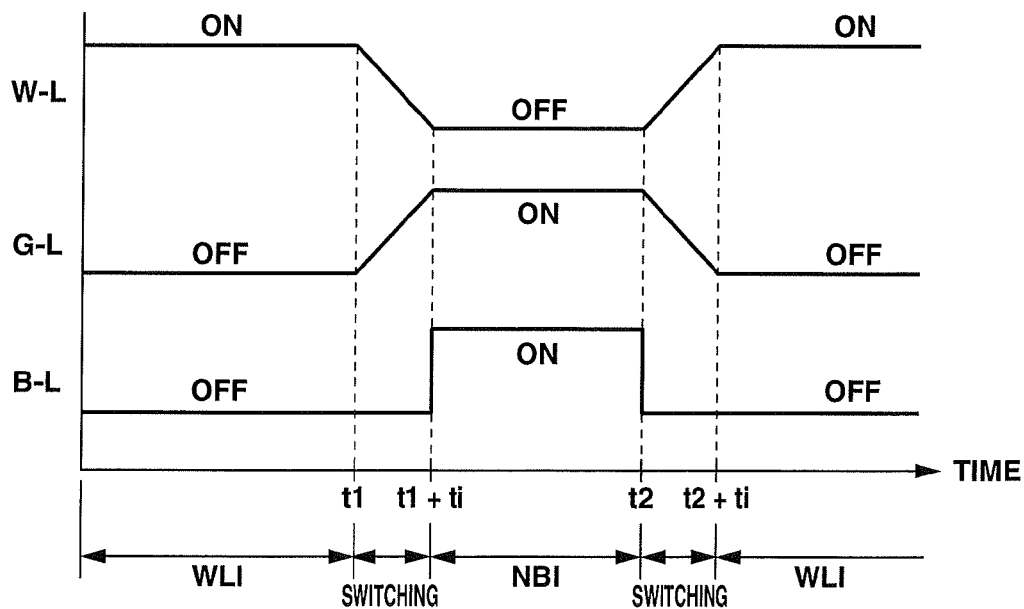 ON ON
W-L
OFF
ON
G-L OFF OFF
ON
B-L OFF OFF
TIME
t1 t1 + ti t2 t2 + ti
WLI NBI WLI
SWITCHING SWITCHING